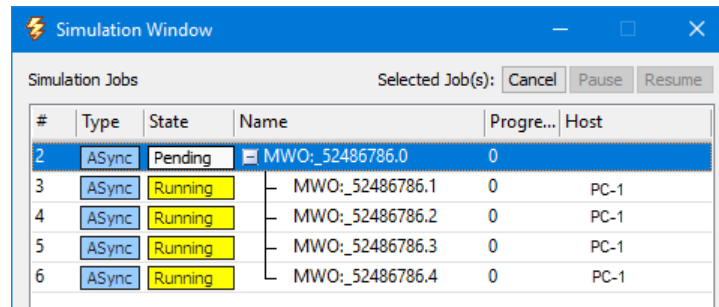 Simulation Window
Simulation Jobs Selected Job(s): Cancel Pause Resume
# Type State Name Progre... Host
2 ASync Pending MWO:_52486786.0 0
3 ASync Running MWO:_52486786.1 0 PC-1
4 ASync Running MWO:_52486786.2 0 PC-1
5 ASync Running MWO:_52486786.3 0 PC-1
6 ASync Running MWO:_52486786.4 0 PC-1